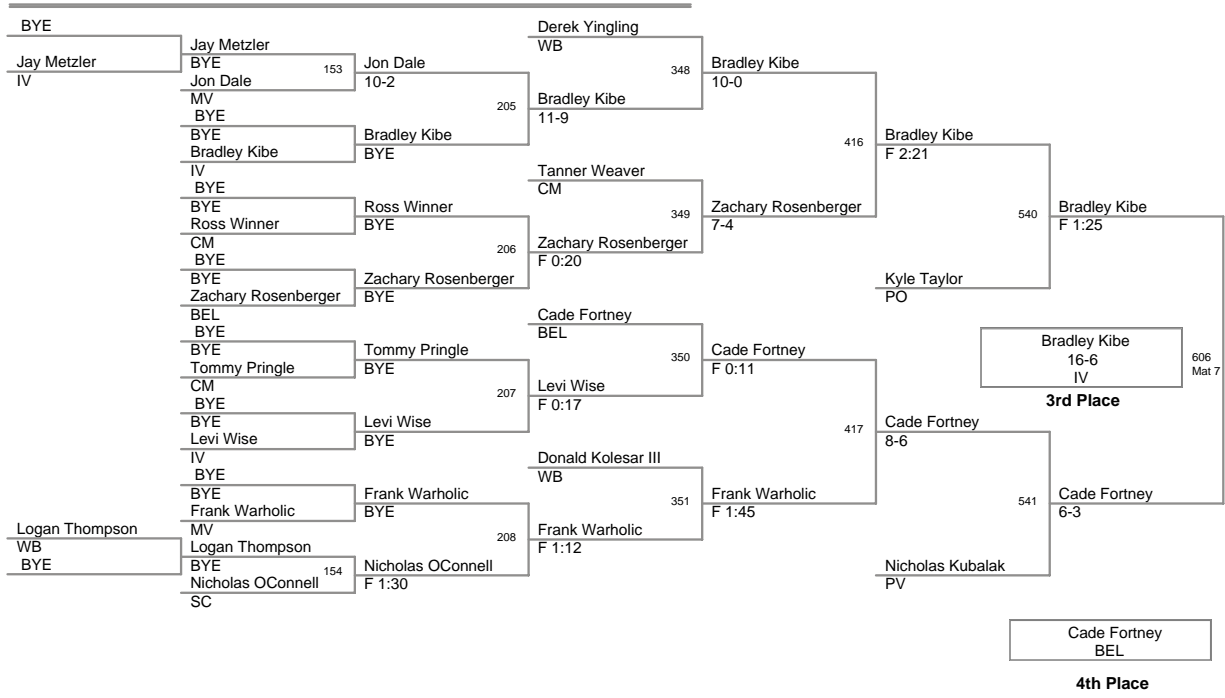 BYE
Jay Metzler
IV
Logan Thompson
WB
BYE
Jay Metzler
BYE
153
Jon Dale
MV
BYE
BYE
Bradley Kibe
IV
BYE
BYE
Ross Winner
CM
BYE
BYE
Zachary Rosenberger
BEL
BYE
BYE
Tommy Pringle
CM
BYE
BYE
Levi Wise
IV
BYE
BYE
Frank Warholic
MV
Logan Thompson
BYE
154
Nicholas OConnell
SC
Jon Dale
10-2
205
Bradley Kibe
BYE
Ross Winner
BYE
206
Zachary Rosenberger
BYE
Tommy Pringle
BYE
207
Levi Wise
BYE
Frank Warholic
BYE
208
Nicholas OConnell
F 1:30
Derek Yingling
WB
348
Bradley Kibe
11-9
Tanner Weaver
CM
349
Zachary Rosenberger
F 0:20
Cade Fortney
BEL
350
Levi Wise
F 0:17
Donald Kolesar III
WB
351
Frank Warholic
F 1:12
Bradley Kibe
10-0
416
Zachary Rosenberger
7-4
Cade Fortney
F 0:11
417
Frank Warholic
F 1:45
Bradley Kibe
F 2:21
540
Kyle Taylor
PO
Cade Fortney
8-6
541
Nicholas Kubalak
PV
Bradley Kibe
F 1:25
606
Mat 7
Cade Fortney
6-3
Bradley Kibe
16-6
IV
3rd Place
Cade Fortney
BEL
4th Place